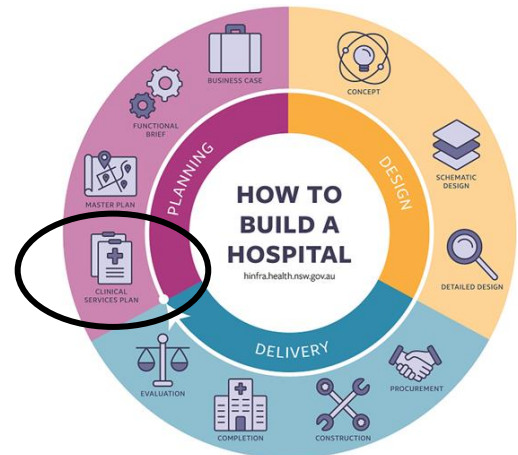 HOW TO
BUILD A
HOSPITAL
hinfra.health.nsw.gov.au
PLANNING
CLINICAL
SERVICES PLAN
MASTER PLAN
FUNCTIONAL
BRIEF
BUSINESS CASE
DESIGN
CONCEPT
SCHEMATIC
DESIGN
DETAILED DESIGN
DELIVERY
PROCUREMENT
CONSTRUCTION
COMPLETION
EVALUATION